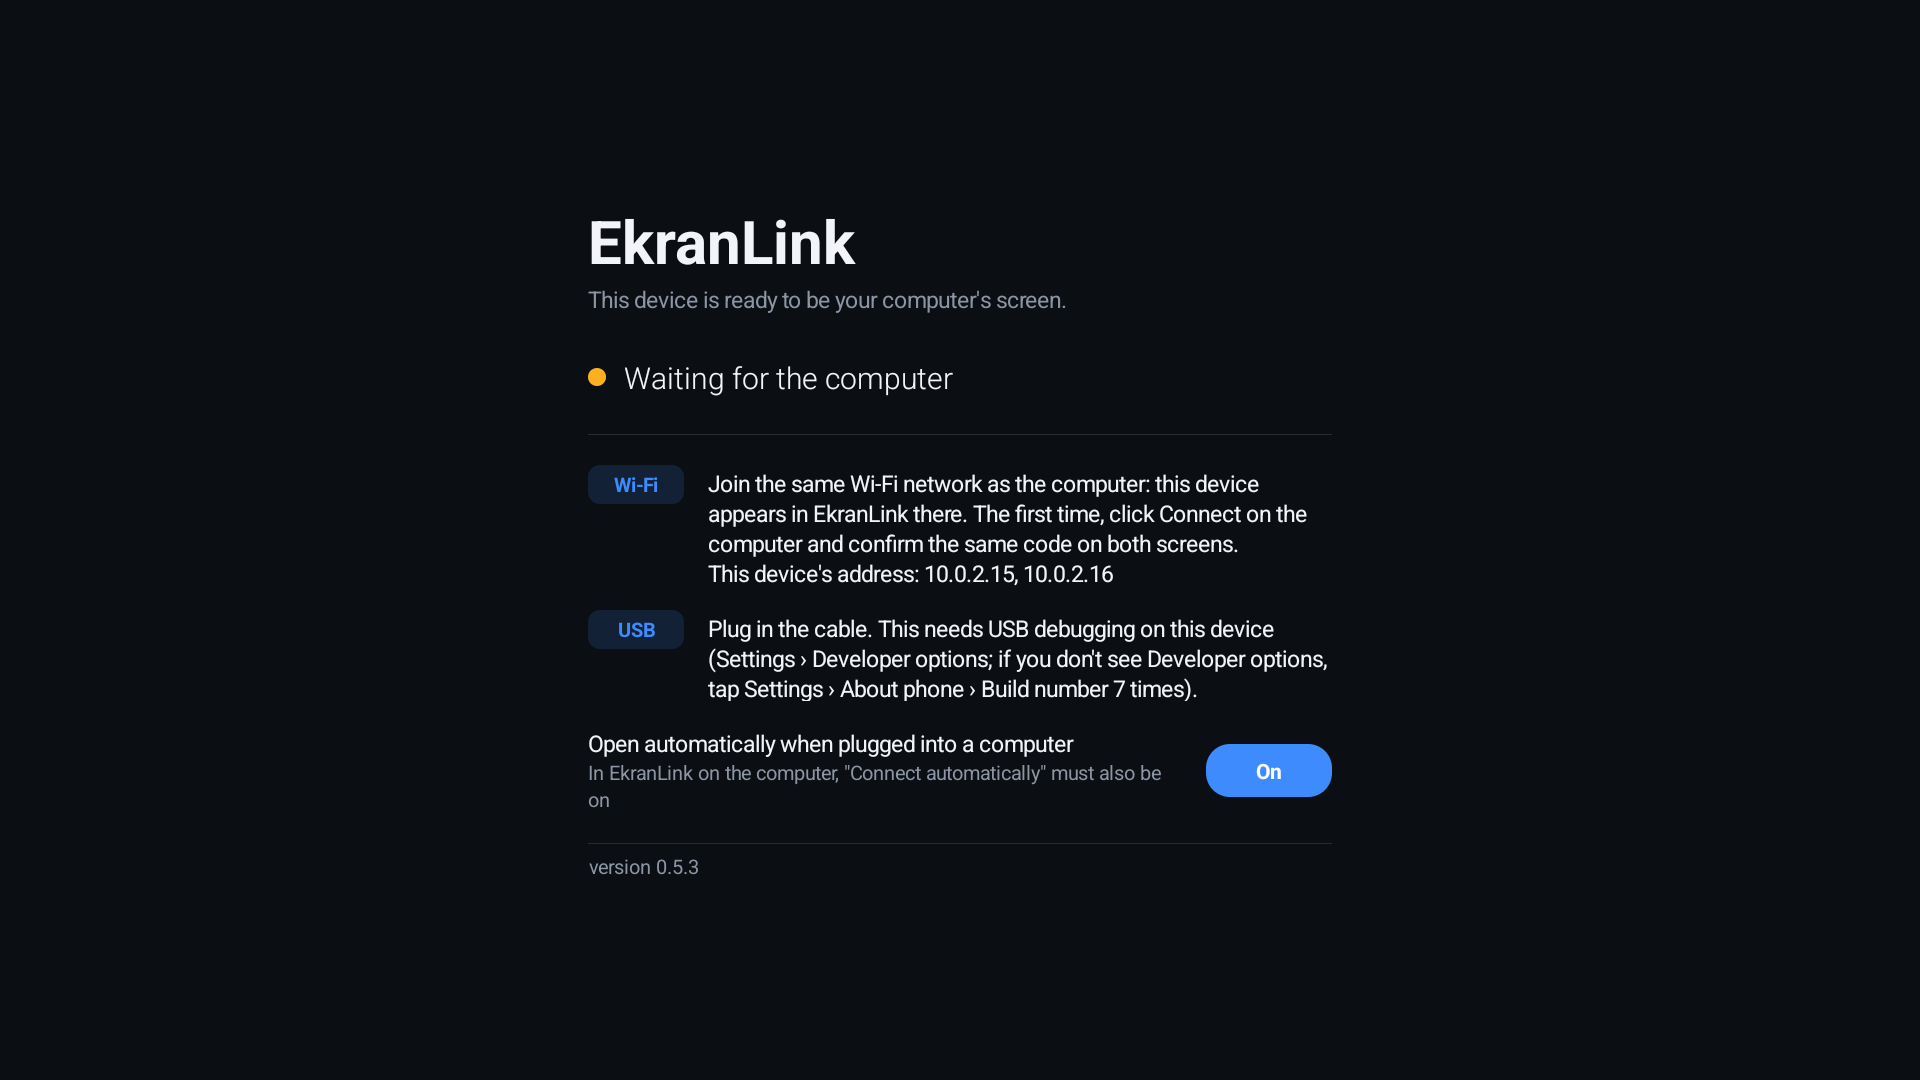 EkranLink
This device is ready to be your computer's screen.
Waiting for the computer
Wi-Fi
Join the same Wi-Fi network as the computer: this device
appears in EkranLink there. The first time, click Connect on the
computer and confirm the same code on both screens.
This device's address: 10.0.2.15, 10.0.2.16
USB
Plug in the cable. This needs USB debugging on this device
(Settings › Developer options; if you don't see Developer options,
tap Settings › About phone › Build number 7 times).
Open automatically when plugged into a computer
In EkranLink on the computer, "Connect automatically" must also be
on
On
version 0.5.3